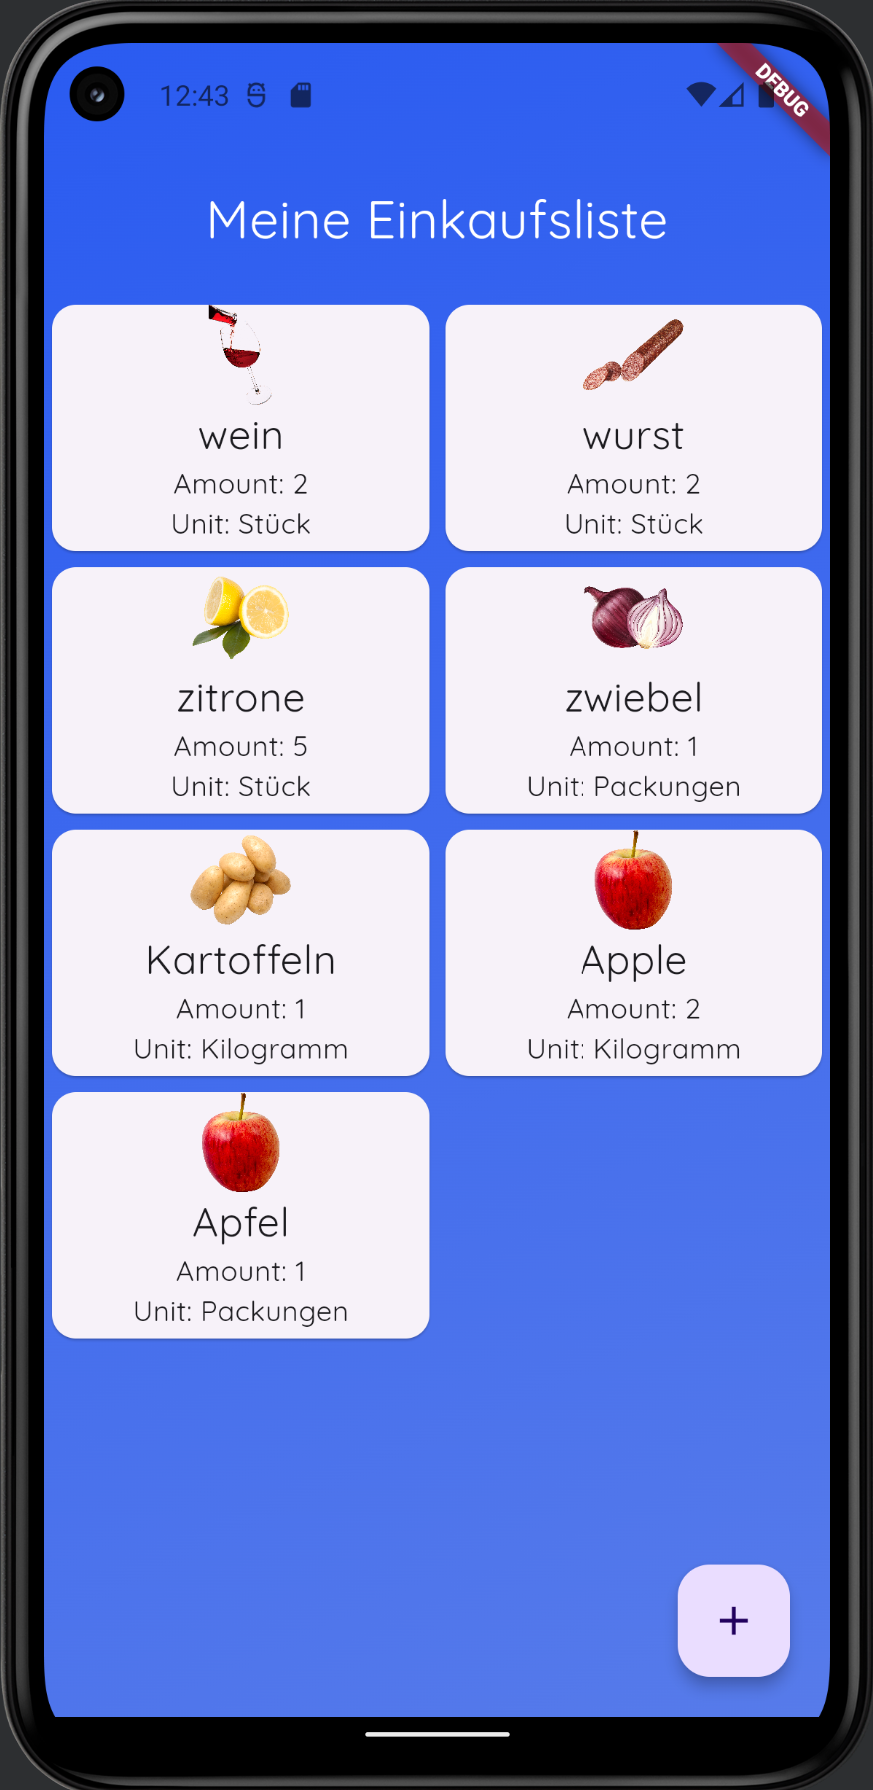 12:43
DEBUG
Meine Einkaufsliste
wein
Amount: 2
Unit: Stück
wurst
Amount: 2
Unit: Stück
zitrone
Amount: 5
Unit: Stück
zwiebel
Amount: 1
Unit: Packungen
Kartoffeln
Amount: 1
Unit: Kilogramm
Apple
Amount: 2
Unit: Kilogramm
Apfel
Amount: 1
Unit: Packungen
+